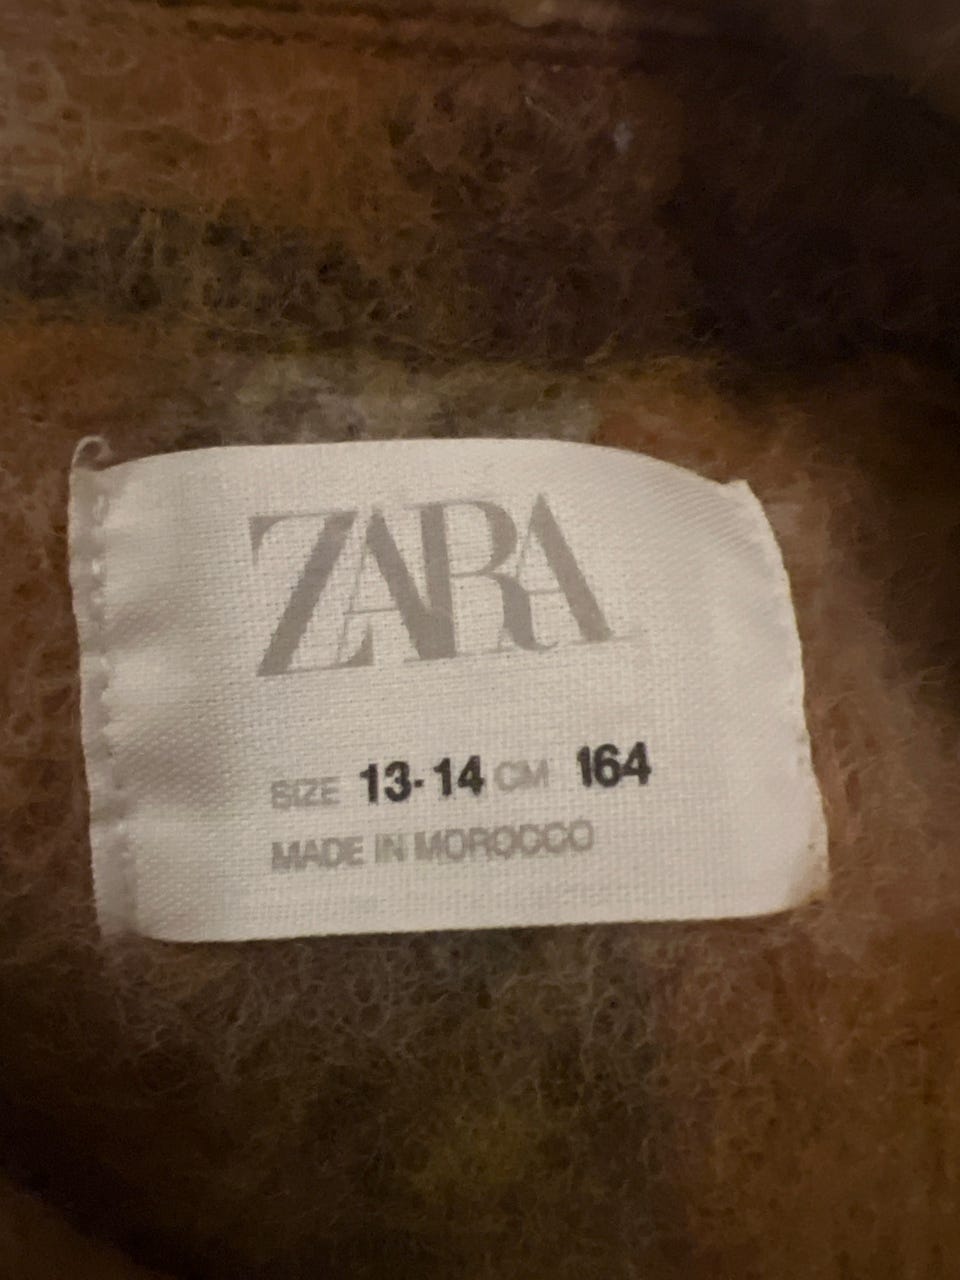 ZARA
SIZE 13-14 CM 164
MADE IN MOROCCO